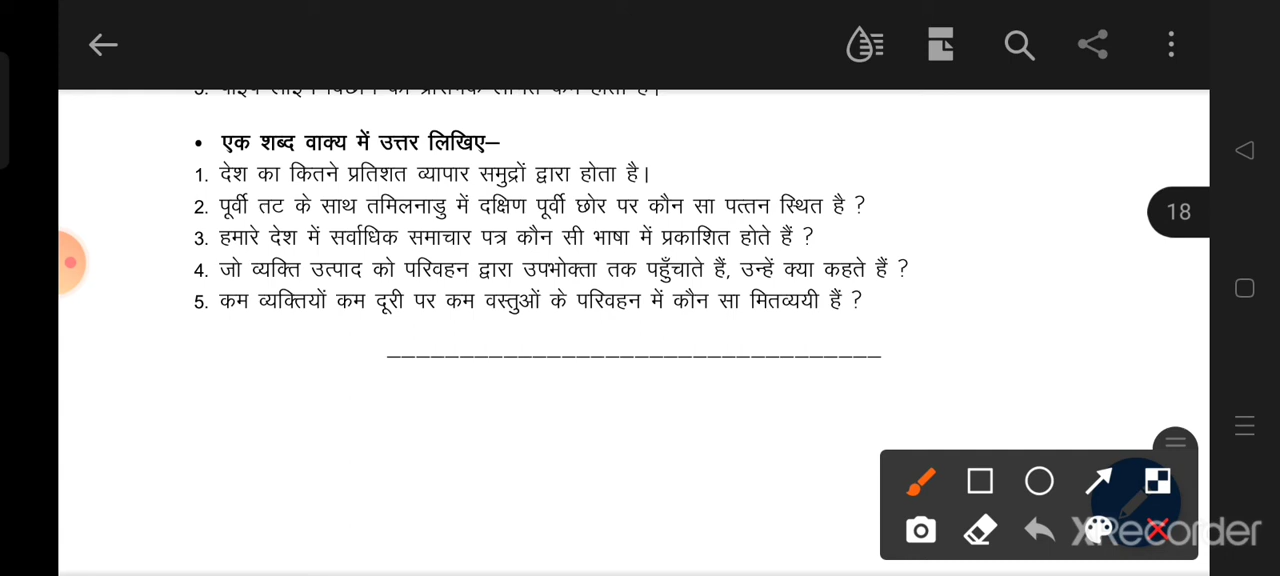 • एक शब्द वाक्य में उत्तर लिखिए–
1. देश का कितने प्रतिशत व्यापार समुद्रों द्वारा होता है।
2. पूर्वी तट के साथ तमिलनाडु में दक्षिण पूर्वी छोर पर कौन सा पत्तन स्थित है ?
18
3. हमारे देश में सर्वाधिक समाचार पत्र कौन सी भाषा में प्रकाशित होते हैं ?
4. जो व्यक्ति उत्पाद को परिवहन द्वारा उपभोक्ता तक पहुँचाते हैं, उन्हें क्या कहते हैं ?
5. कम व्यक्तियों कम दूरी पर कम वस्तुओं के परिवहन में कौन सा मितव्ययी हैं ?
XRecorder